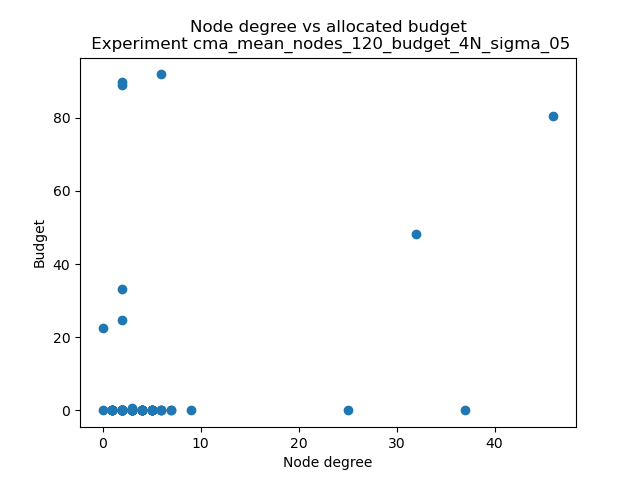 Node degree vs allocated budget
Experiment cma_mean_nodes_120_budget_4N_sigma_05
80
60
40
20
0
Budget
0 10 20 30 40
Node degree